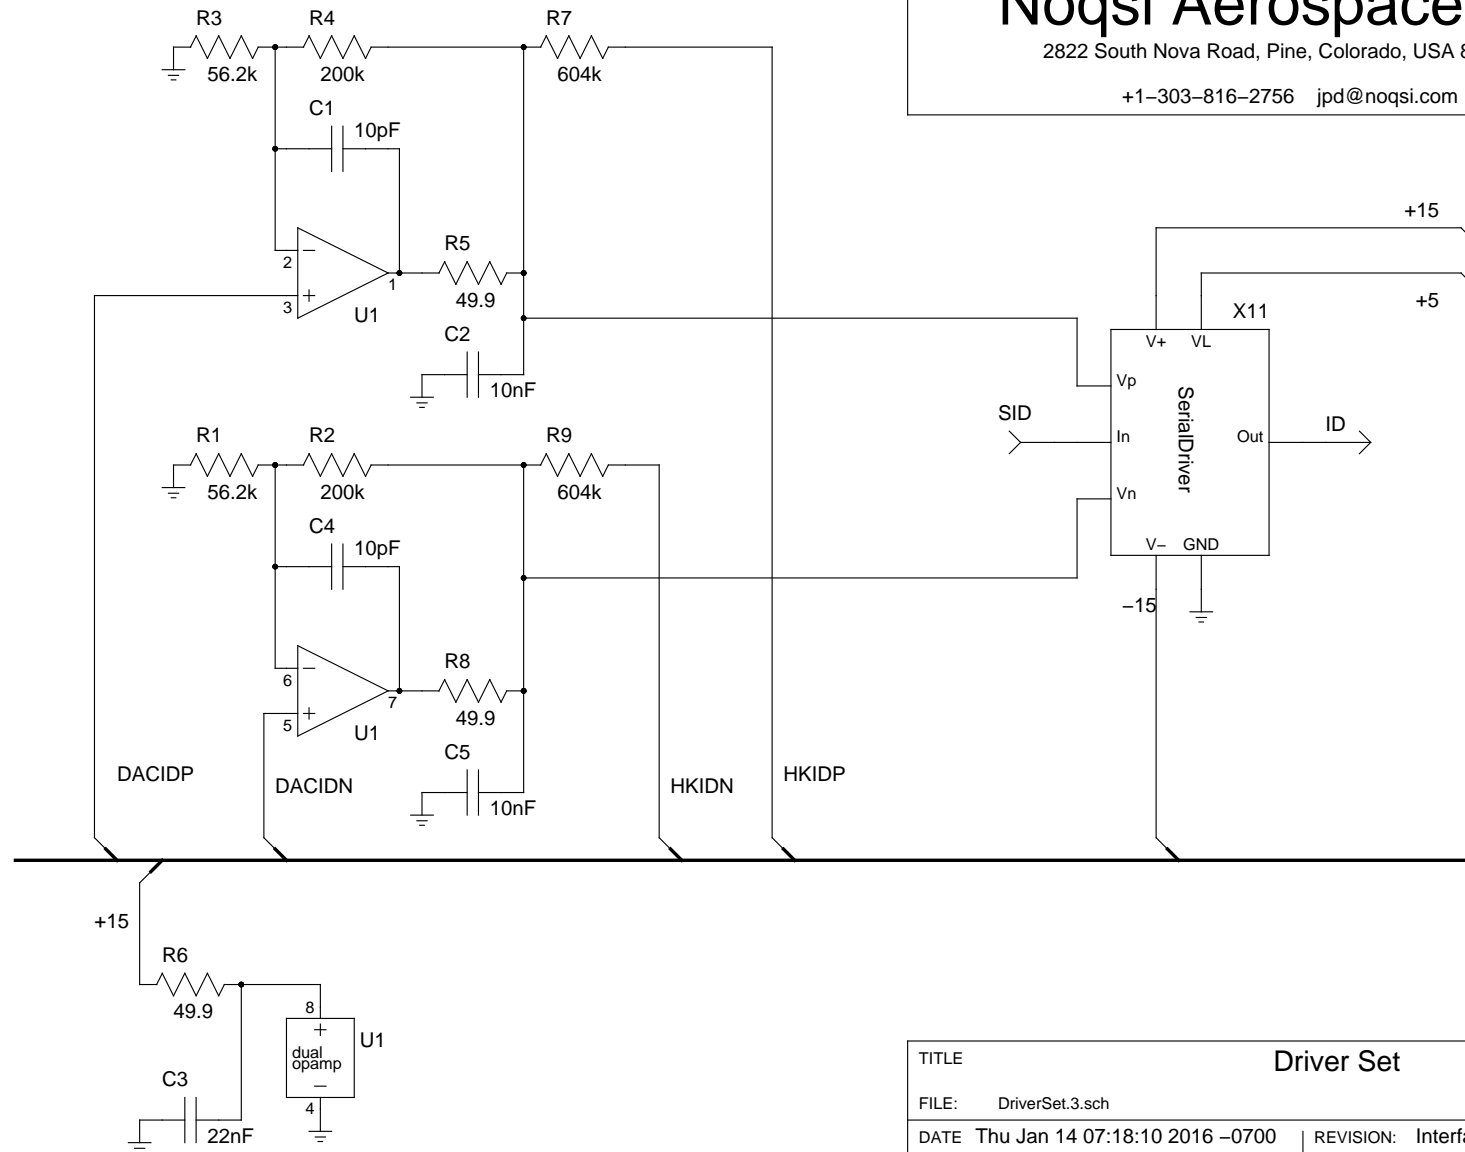 Noqsi Aerospace
2822 South Nova Road, Pine, Colorado, USA
+1−303−816−2756 jpd@noqsi.com
R3
56.2k
R4
200k
R7
604k
C1
10pF
2
3
1
U1
R5
49.9
C2
10nF
+15
+5
X11
V+ VL
Vp
In
Vn
SerialDriver
Out
V− GND
SID
ID
−15
R1
56.2k
R2
200k
R9
604k
C4
10pF
6
5
7
U1
R8
49.9
C5
10nF
DACIDP
DACIDN
HKIDN
HKIDP
+15
R6
49.9
C3
22nF
8
dual
opamp
4
U1
TITLE Driver Set
FILE: DriverSet.3.sch
DATE Thu Jan 14 07:18:10 2016 −0700 REVISION: